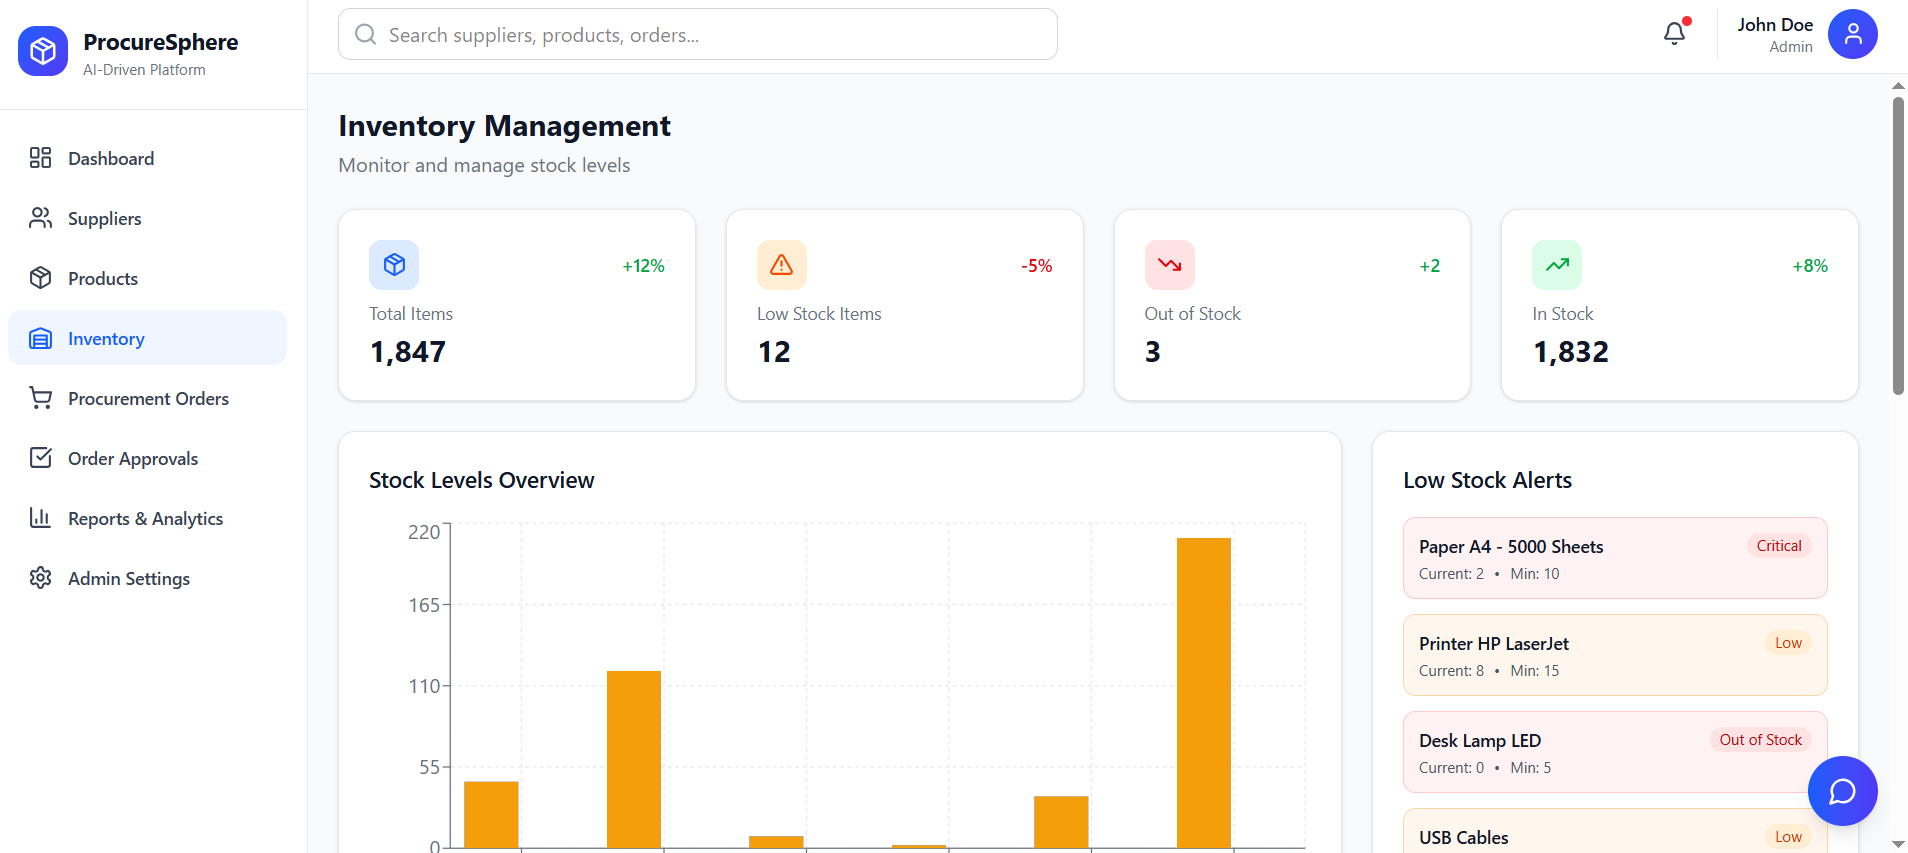 ProcureSphere
AI-Driven Platform
Search suppliers, products, orders...
John Doe
Admin
Dashboard
Suppliers
Products
Inventory
Procurement Orders
Order Approvals
Reports & Analytics
Admin Settings
Inventory Management
Monitor and manage stock levels
+12%
Total Items
1,847
-5%
Low Stock Items
12
+2
Out of Stock
3
+8%
In Stock
1,832
Stock Levels Overview
220
165
110
55
0
Low Stock Alerts
Paper A4 - 5000 Sheets
Critical
Current: 2 • Min: 10
Printer HP LaserJet
Low
Current: 8 • Min: 15
Desk Lamp LED
Out of Stock
Current: 0 • Min: 5
USB Cables
Low